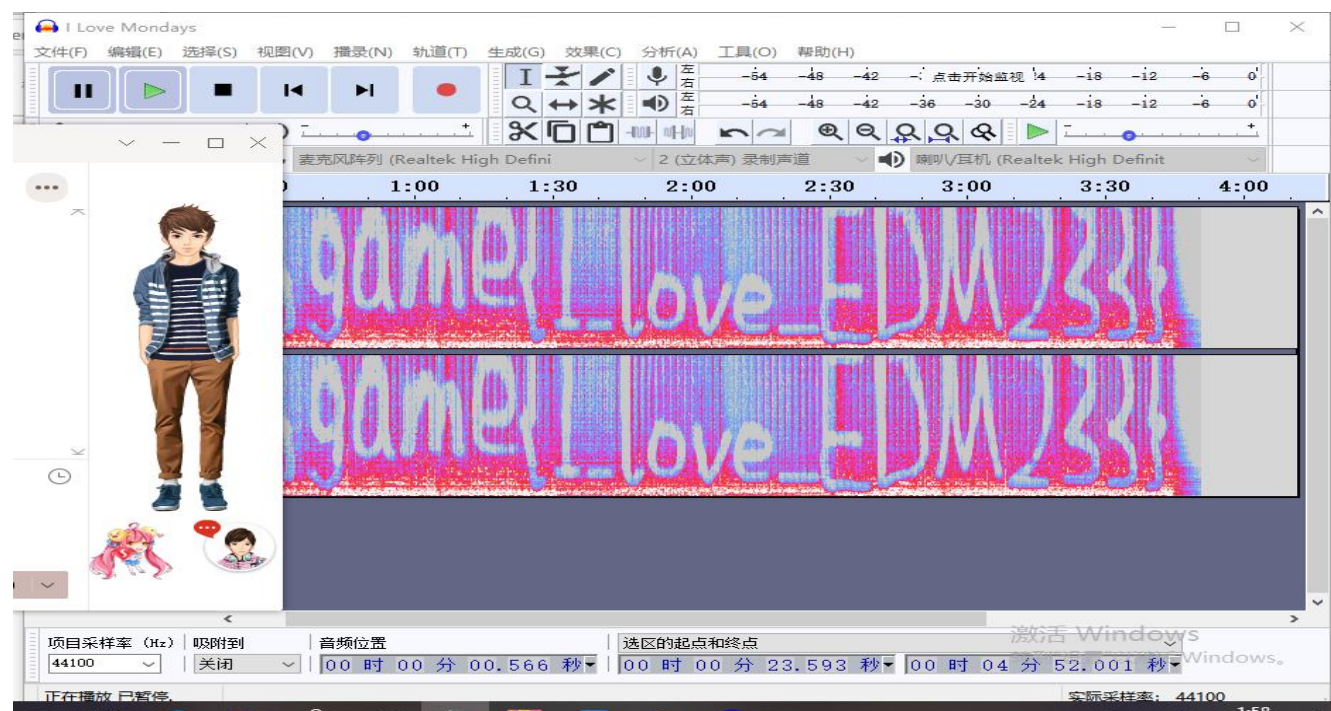 I Love Mondays
文件(F) 编辑(E) 选择(S) 视图(V) 播录(N) 轨道(T) 生成(G) 效果(C) 分析(A) 工具(O) 帮助(H)
左 右 -54 -48 -42 点击开始监视 -18 -12 -6 0
左 右 -54 -48 -42 -36 -30 -24 -18 -12 -6 0
麦克风阵列 (Realtek High Defini 2 (立体声) 录制声道 喇叭/耳机 (Realtek High Definit
1:00 1:30 2:00 2:30 3:00 3:30 4:00
game{I_love_EDM233}
game{I_love_EDM233}
项目采样率 (Hz) 吸附到 音频位置 选区的起点和终点
激活 Windows
44100 关闭 00 时 00 分 00.566 秒 00 时 00 分 23.593 秒 00 时 04 分 52.001 秒 Windows。
正在播放 已暂停. 实际采样率: 44100
1:58